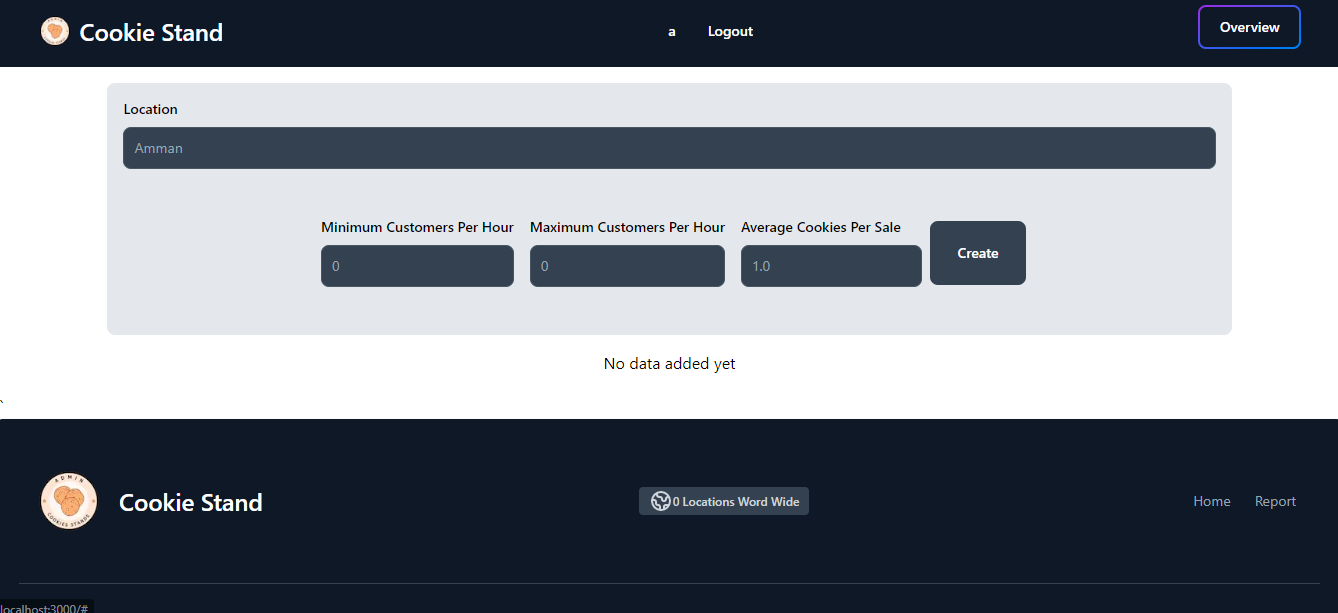 Cookie Stand
a
Logout
Overview
Location
Amman
Minimum Customers Per Hour
Maximum Customers Per Hour
Average Cookies Per Sale
0
0
1.0
Create
No data added yet
`
ADMIN
COOKIES STANDS
Cookie Stand
0 Locations Word Wide
Home
Report
localhost:3000/#